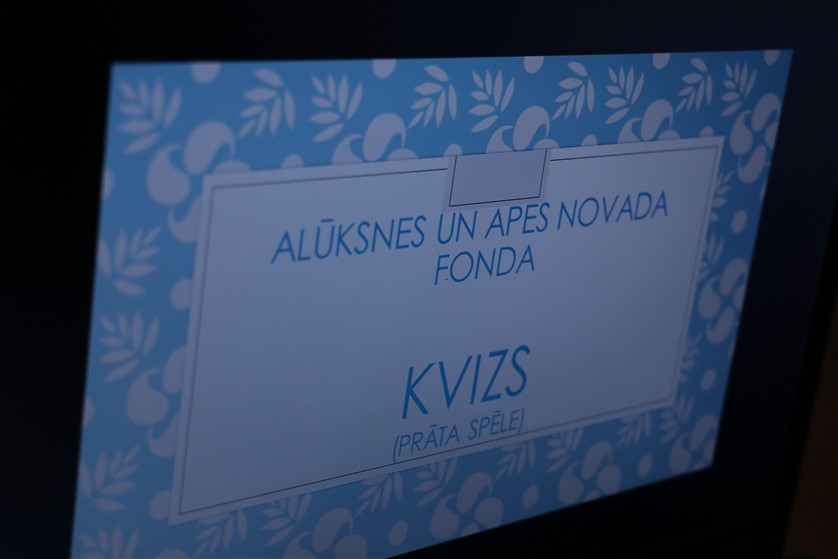 ALŪKSNES UN APES NOVADA
FONDA
KVIZS
(PRĀTA SPĒLE)